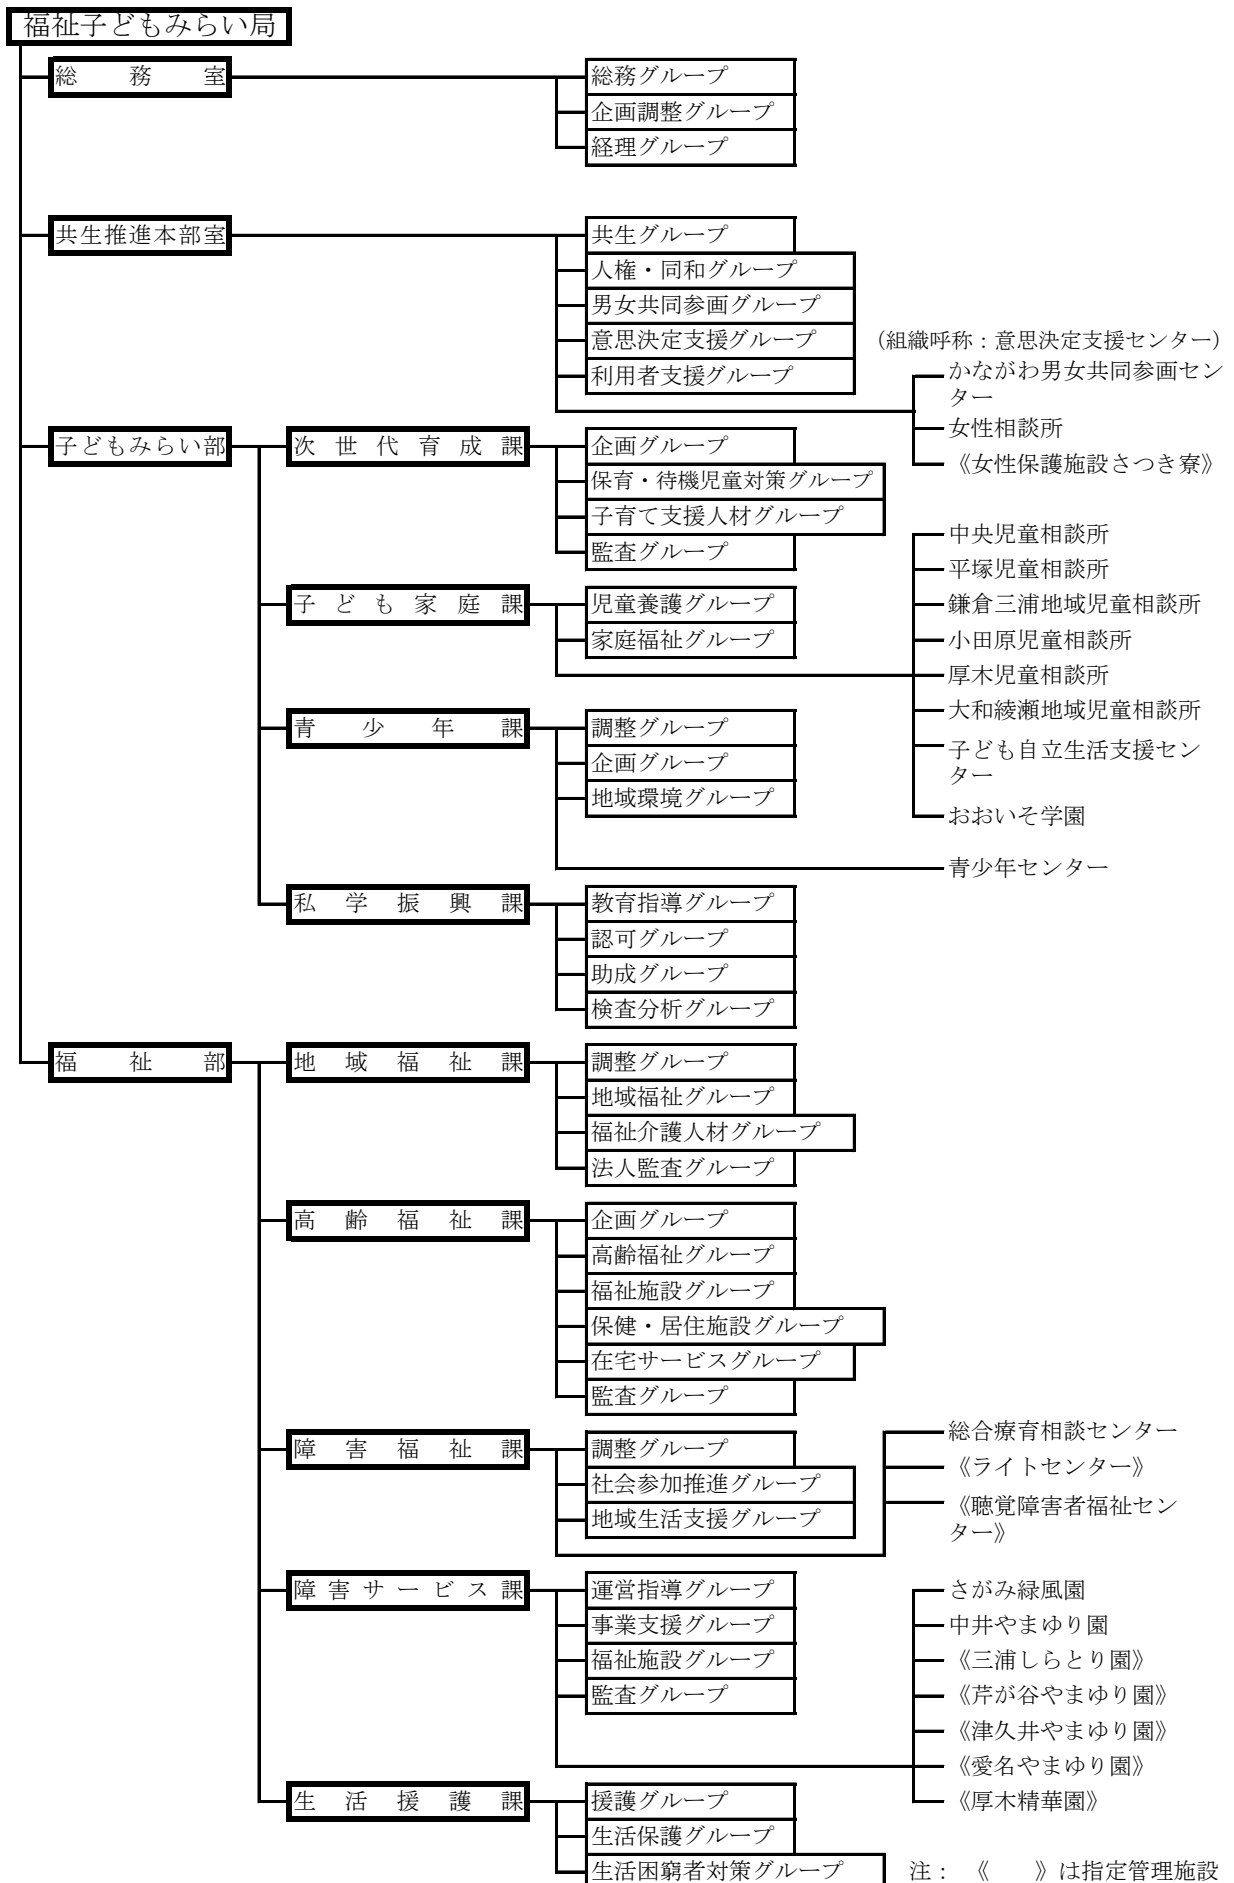 福祉子どもみらい局
総務室
総務グループ
企画調整グループ
経理グループ
共生推進本部室
共生グループ
人権・同和グループ
男女共同参画グループ
意思決定支援グループ
（組織呼称：意思決定支援センター）
利用者支援グループ
かながわ男女共同参画セン
ター
女性相談所
《女性保護施設さつき寮》
子どもみらい部
次世代育成課
企画グループ
保育・待機児童対策グループ
子育て支援人材グループ
監査グループ
子ども家庭課
児童養護グループ
家庭福祉グループ
中央児童相談所
平塚児童相談所
鎌倉三浦地域児童相談所
小田原児童相談所
厚木児童相談所
大和綾瀬地域児童相談所
子ども自立生活支援セン
ター
おおいそ学園
青少年課
調整グループ
企画グループ
地域環境グループ
青少年センター
私学振興課
教育指導グループ
認可グループ
助成グループ
検査分析グループ
福祉部
地域福祉課
調整グループ
地域福祉グループ
福祉介護人材グループ
法人監査グループ
高齢福祉課
企画グループ
高齢福祉グループ
福祉施設グループ
保健・居住施設グループ
在宅サービスグループ
監査グループ
障害福祉課
調整グループ
社会参加推進グループ
地域生活支援グループ
総合療育相談センター
《ライトセンター》
《聴覚障害者福祉セン
ター》
障害サービス課
運営指導グループ
事業支援グループ
福祉施設グループ
監査グループ
さがみ緑風園
中井やまゆり園
《三浦しらとり園》
《芹が谷やまゆり園》
《津久井やまゆり園》
《愛名やまゆり園》
《厚木精華園》
生活援護課
援護グループ
生活保護グループ
生活困窮者対策グループ
注：《　　》は指定管理施設